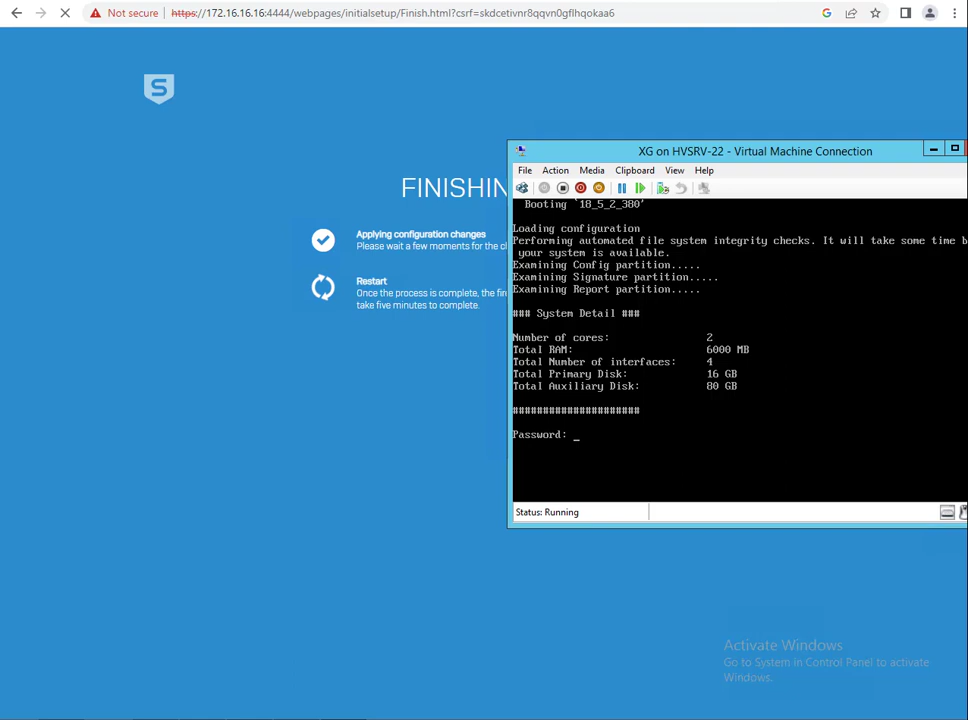 Not secure
https://172.16.16.16:4444/webpages/initialsetup/Finish.html?csrf=skdcetivnr8qqvn0gflhqokaa6
S
FINISHIN
Applying configuration changes
Please wait a few moments for the c
Restart
Once the process is complete, the fir
take five minutes to complete.
XG on HVSRV-22 - Virtual Machine Connection
File Action Media Clipboard View Help
Booting `18_5_2_380'
Loading configuration
Performing automated file system integrity checks. It will take some time b
your system is available.
Examining Config partition.....
Examining Signature partition.....
Examining Report partition.....
### System Detail ###
Number of cores: 2
Total RAM: 6000 MB
Total Number of interfaces: 4
Total Primary Disk: 16 GB
Total Auxiliary Disk: 80 GB
#####################
Password: _
Status: Running
Activate Windows
Go to System in Control Panel to activate
Windows.